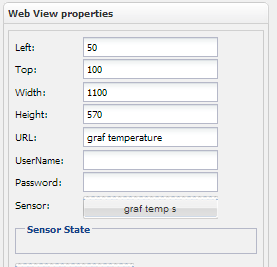 Web View properties
Left: 50
Top: 100
Width: 1100
Height: 570
URL: graf temperature
UserName:
Password:
Sensor: graf temp s
Sensor State